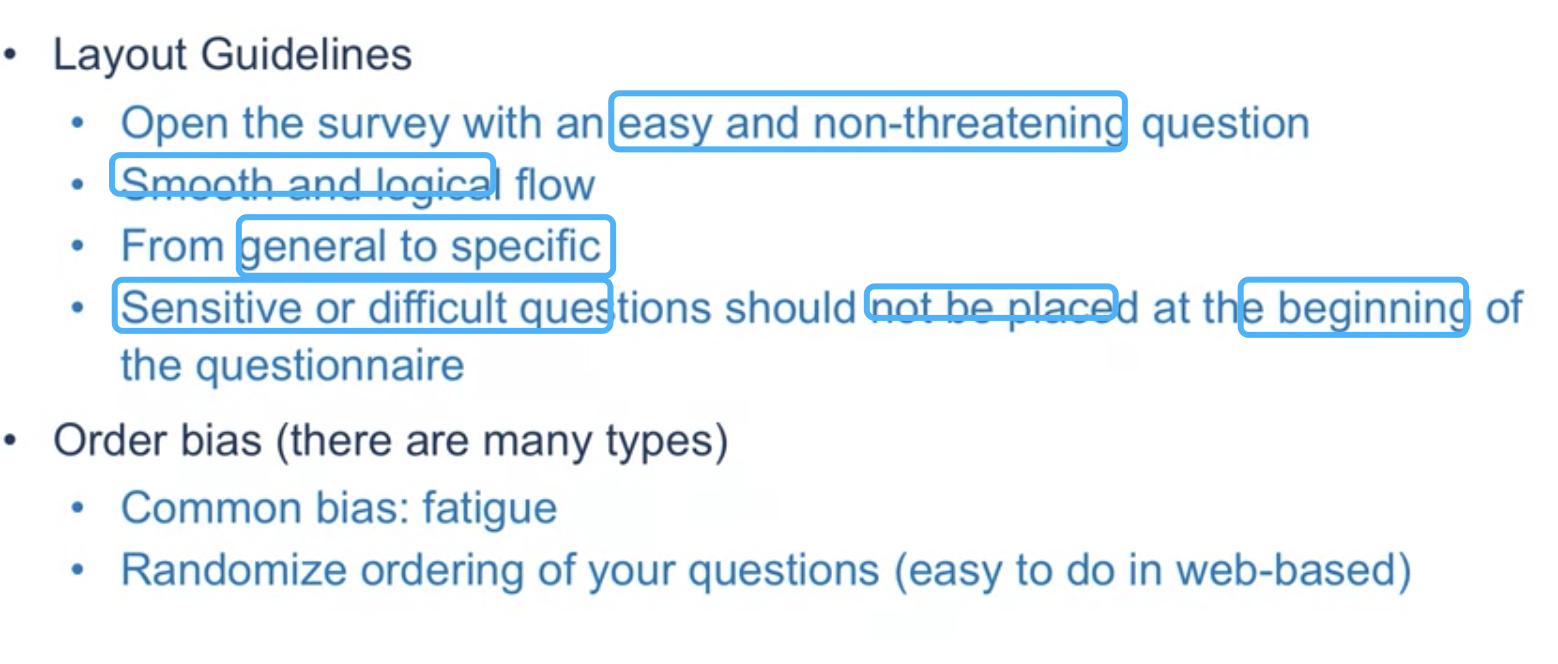 • Layout Guidelines
• Open the survey with an easy and non-threatening question
• Smooth and logical flow
• From general to specific
• Sensitive or difficult questions should not be placed at the beginning of
the questionnaire
• Order bias (there are many types)
• Common bias: fatigue
• Randomize ordering of your questions (easy to do in web-based)